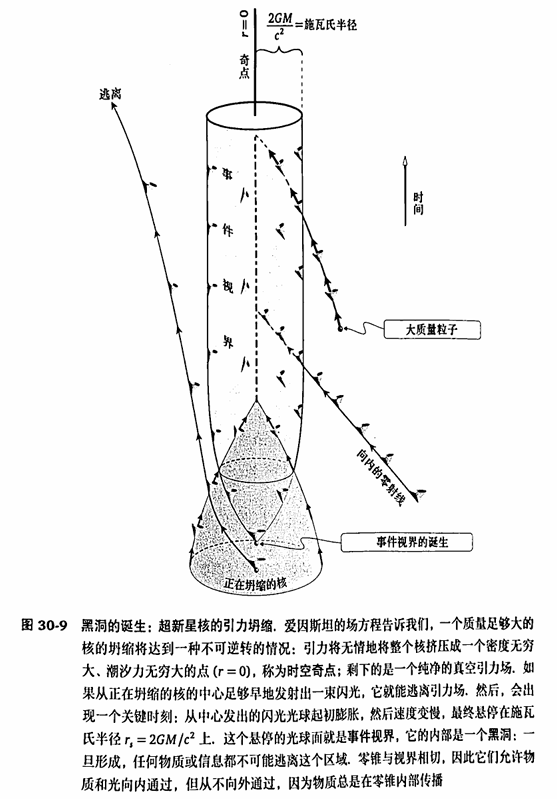 r=0
奇点
2GM/c² =施瓦氏半径
逃离
事件视界
时间
大质量粒子
向内的零射线
事件视界的诞生
正在坍缩的核
图 30-9 黑洞的诞生：超新星核的引力坍缩．爱因斯坦的场方程告诉我们，一个质量足够大
的核的坍缩将达到一种不可逆转的情况：引力将无情地将整个核挤压成一个密度无穷
大、潮汐力无穷大的点 (r = 0)，称为时空奇点；剩下的是一个纯净的真空引力场．如
果从正在坍缩的核的中心足够早地发射出一束闪光，它就能逃离引力场．然后，会出
现一个关键时刻：从中心发出的闪光光球起初膨胀，然后速度变慢，最终悬停在施瓦
氏半径 rs = 2GM/c² 上．这个悬停的光球面就是事件视界，它的内部是一个黑洞：一
旦形成，任何物质或信息都不可能逃离这个区域．零锥与视界相切，因此它们允许物
质和光向内通过，但从不向外通过，因为物质总是在零锥内部传播